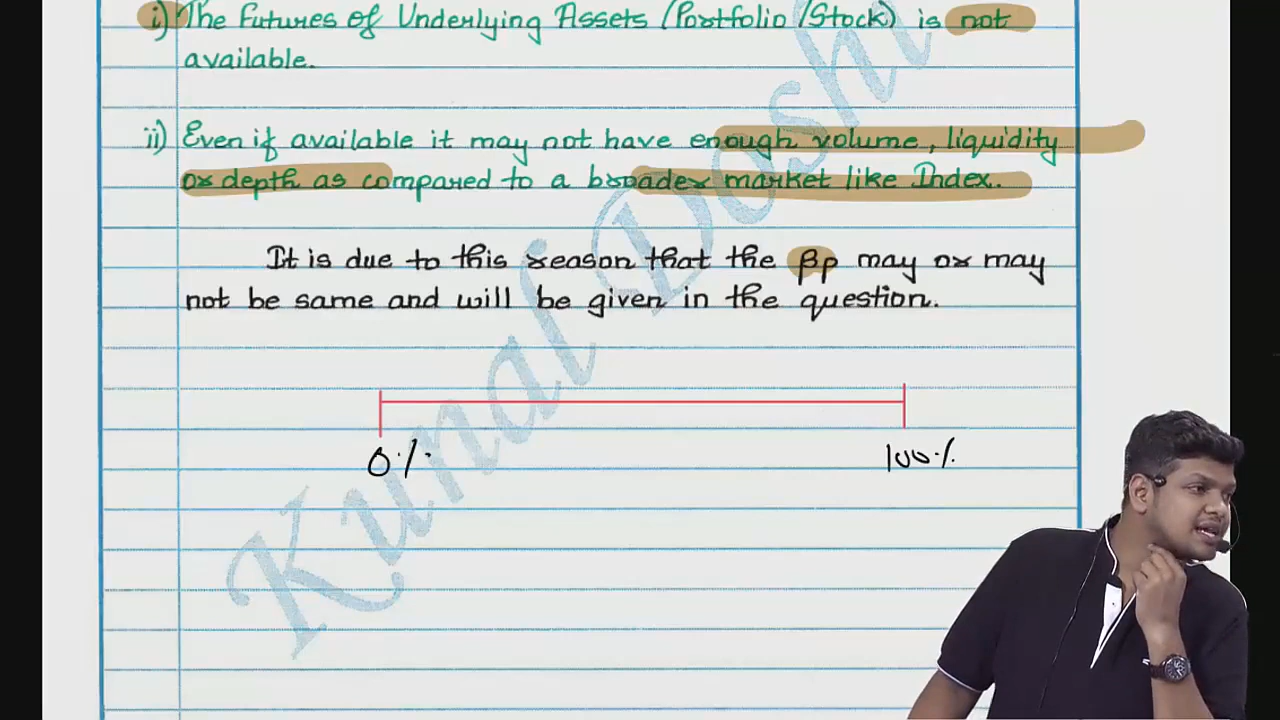 i) The Futures of Underlying Assets (Portfolio/Stock) is not
available.
ii) Even if available it may not have enough volume, liquidity
or depth as compared to a broader market like Index.
It is due to this reason that the βp may or may
not be same and will be given in the question.
0% 100%
Kunal Doshi